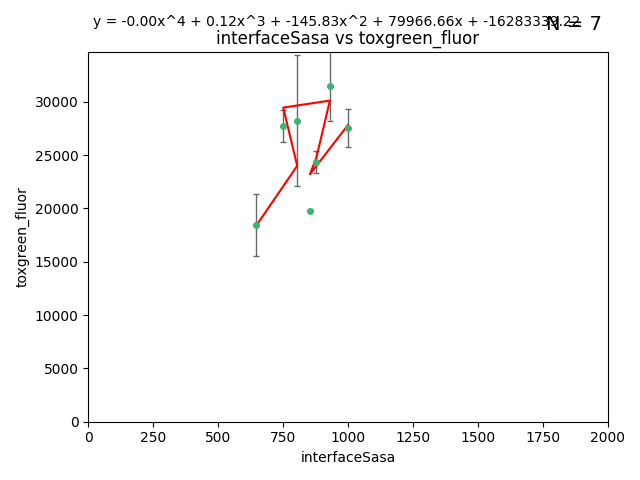 y = -0.00x^4 + 0.12x^3 + -145.83x^2 + 79966.66x + -16283339.22
N = 7
interfaceSasa vs toxgreen_fluor
30000
25000
20000
15000
10000
5000
0
toxgreen_fluor
0 250 500 750 1000 1250 1500 1750 2000
interfaceSasa